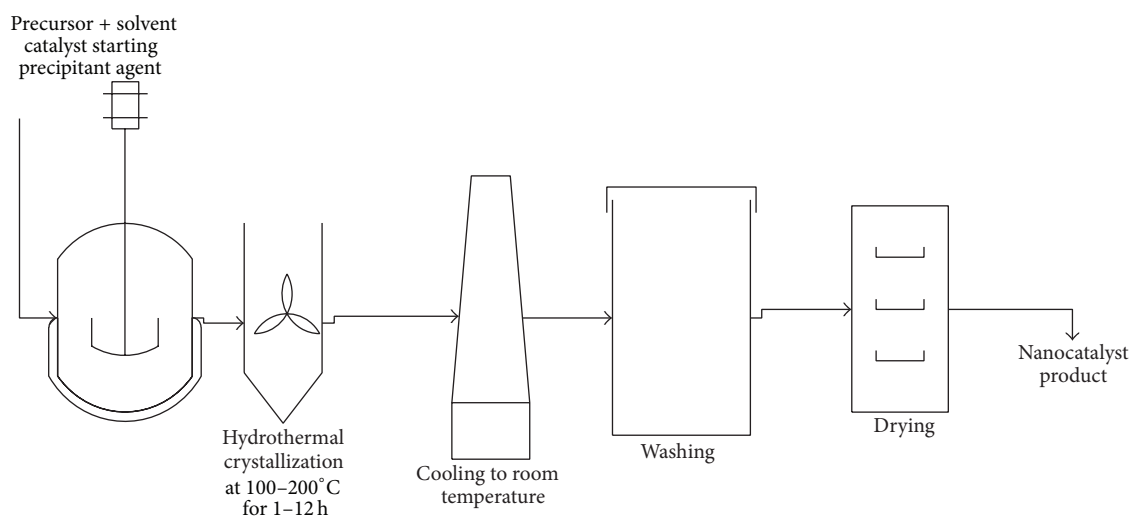 Precursor + solvent
catalyst starting
precipitant agent
Hydrothermal
crystallization
at 100–200°C
for 1–12 h
Cooling to room
temperature
Washing
Drying
Nanocatalyst
product